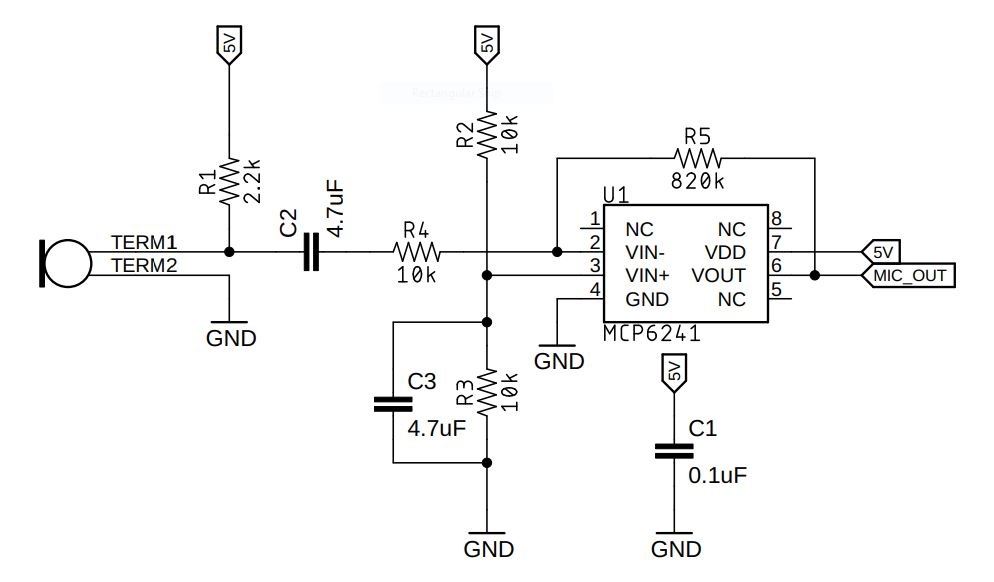 5V
5V
Rectangular Snip
R2
10k
R5
820k
R1
2.2k
C2
4.7uF
U1
1 NC NC 8
TERM1
R4
2 VIN- VDD 7
5V
TERM2
10k
3 VIN+ VOUT 6
MIC_OUT
4 GND NC 5
GND
MCP6241
GND
5V
C3
R3
10k
4.7uF
C1
0.1uF
GND
GND